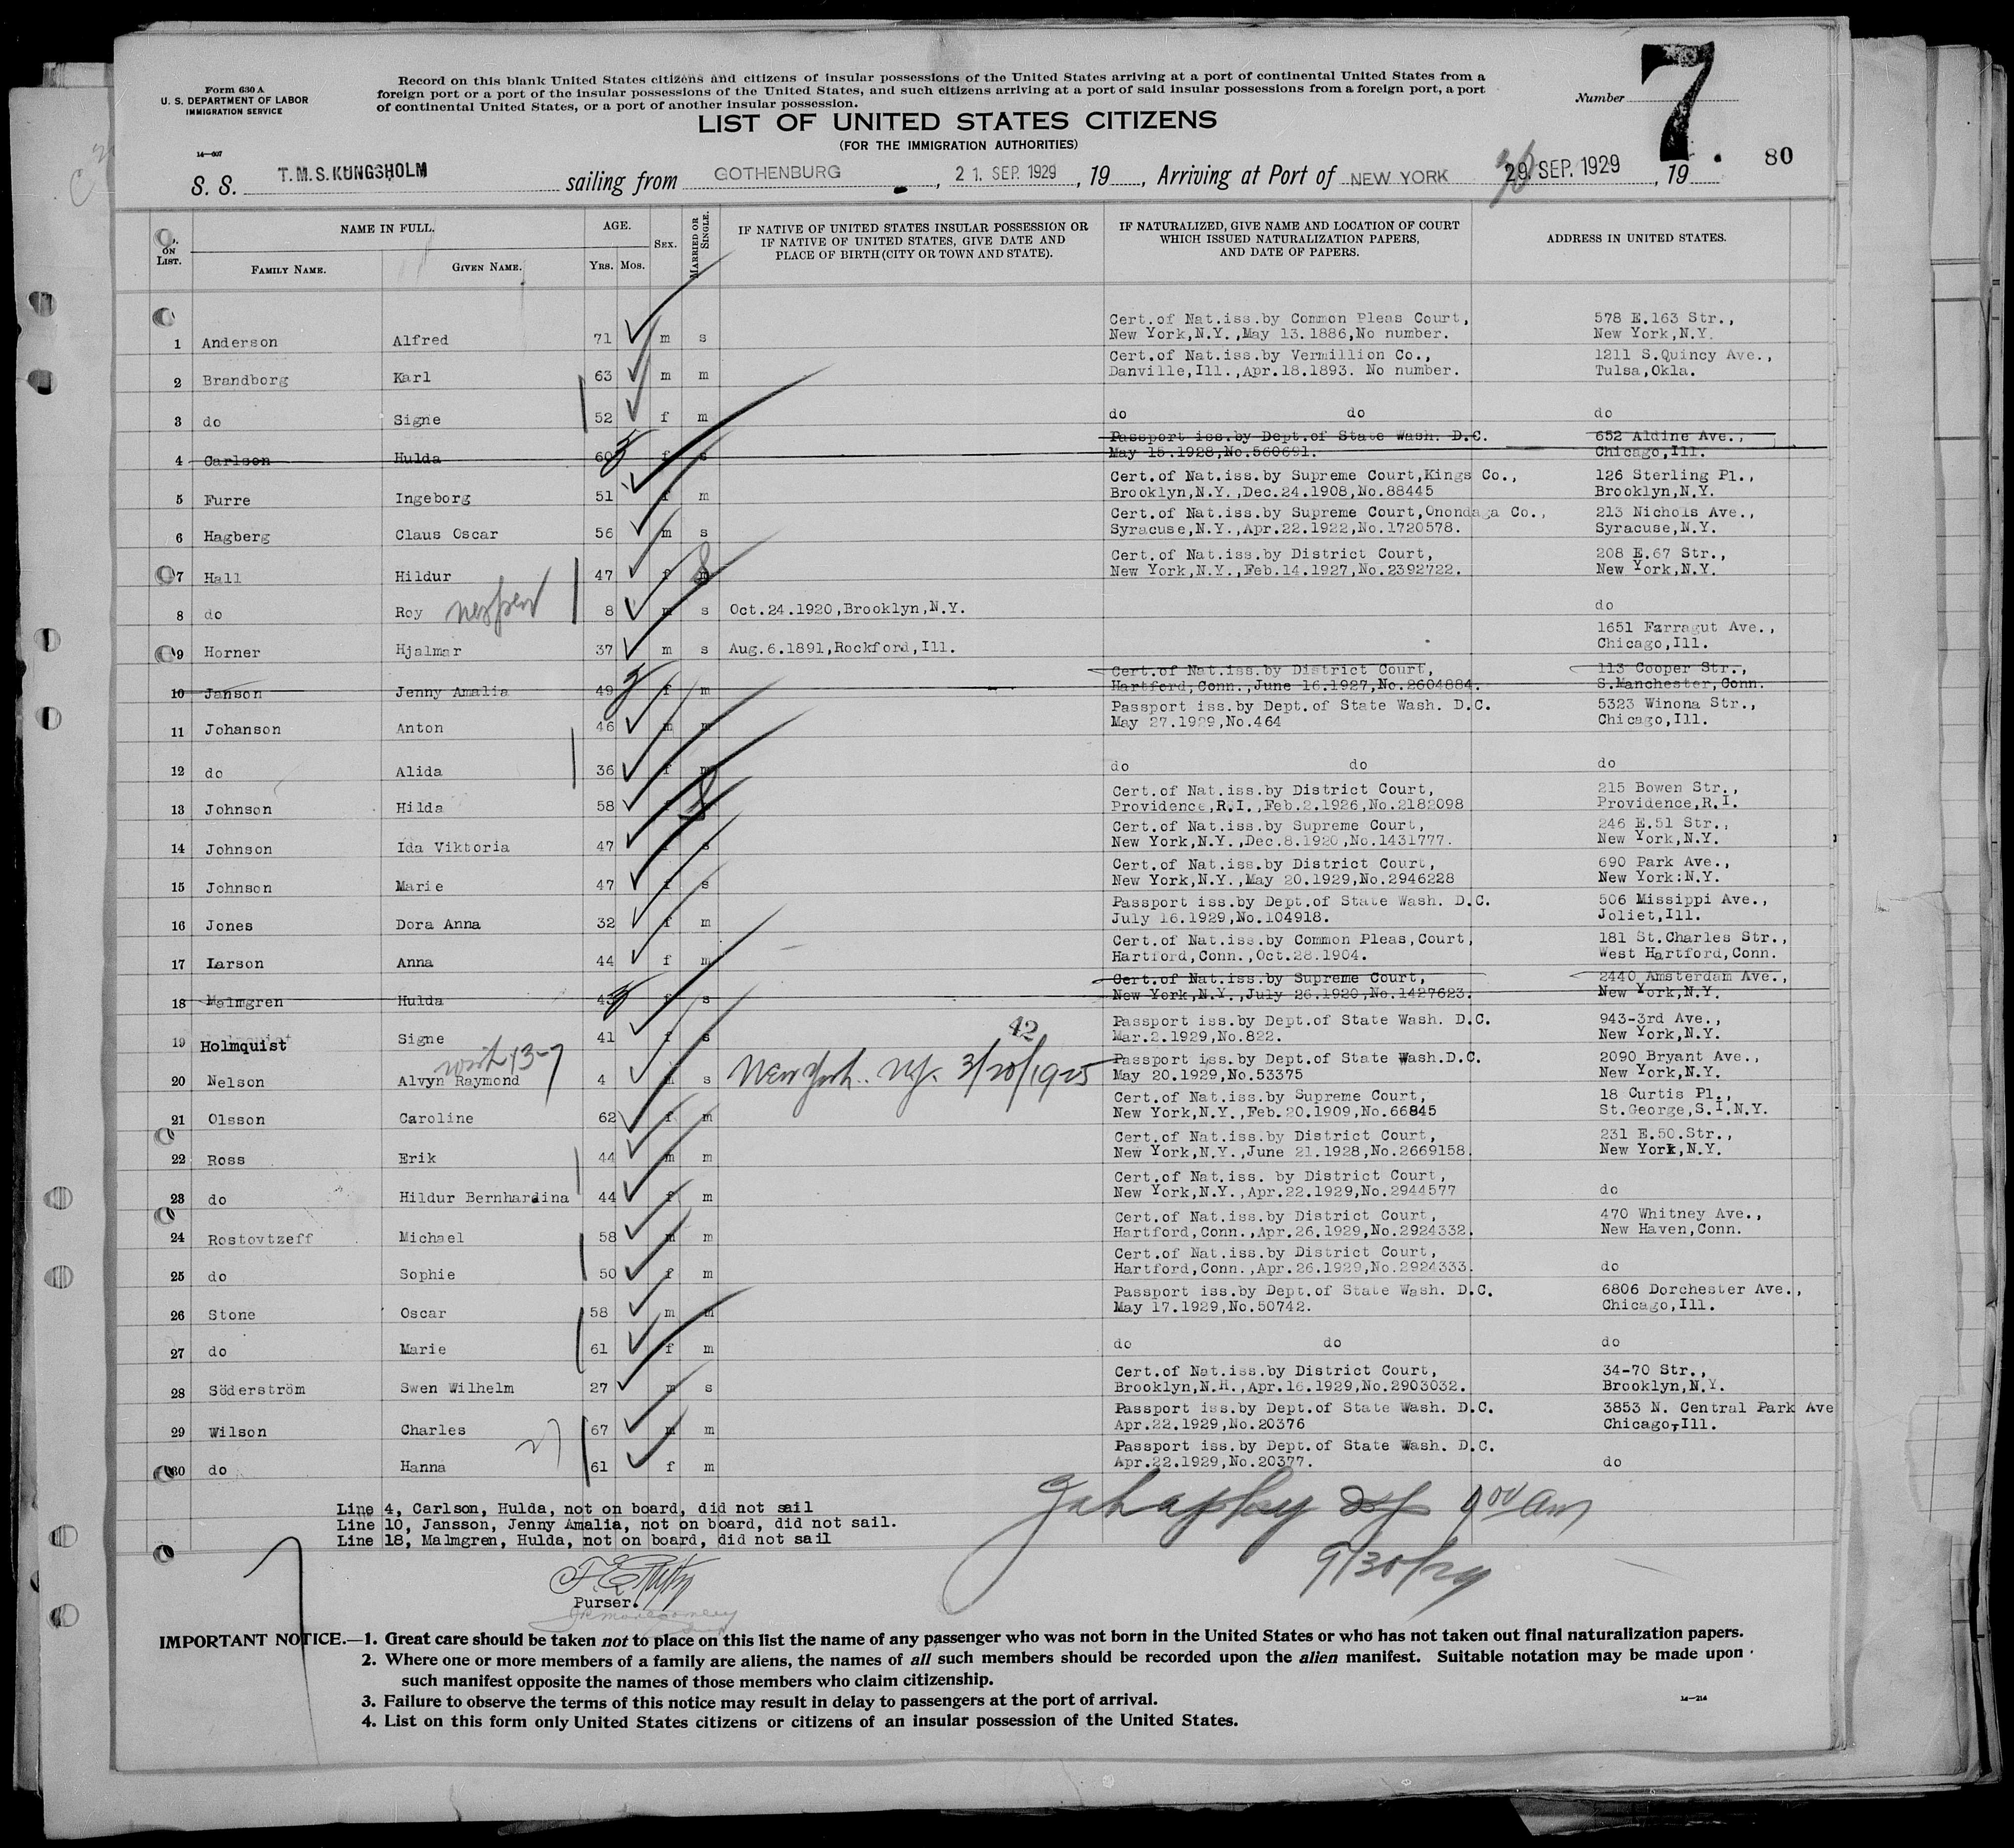 Form 630 A
U. S. DEPARTMENT OF LABOR
IMMIGRATION SERVICE
14—607
Record on this blank United States citizens and citizens of insular possessions of the United States arriving at a port of continental United States from a
foreign port or a port of the insular possessions of the United States, and such citizens arriving at a port of said insular possessions from a foreign port, a port
of continental United States, or a port of another insular possession.
Number 7
LIST OF UNITED STATES CITIZENS
(FOR THE IMMIGRATION AUTHORITIES)
80
S. S. T.M.S.KUNGSHOLM sailing from GOTHENBURG, 21. SEP. 1929, 19, Arriving at Port of NEW YORK 29. SEP. 1929, 19
30
ON LIST. NAME IN FULL. AGE. SEX. MARRIED OR SINGLE. IF NATIVE OF UNITED STATES INSULAR POSSESSION OR IF NATIVE OF UNITED STATES, GIVE DATE AND PLACE OF BIRTH (CITY OR TOWN AND STATE). IF NATURALIZED, GIVE NAME AND LOCATION OF COURT WHICH ISSUED NATURALIZATION PAPERS, AND DATE OF PAPERS. ADDRESS IN UNITED STATES.
FAMILY NAME. GIVEN NAME. YRS. MOS.
Cert.of Nat.iss.by Common Pleas Court, 578 E.163 Str.,
1 Anderson Alfred 71 m s New York,N.Y.,May 13.1886,No number. New York,N.Y.
Cert.of Nat.iss.by Vermillion Co., 1211 S.Quincy Ave.,
2 Brandborg Karl 63 m m Danville,Ill.,Apr.18.1893. No number. Tulsa,Okla.
3 do Signe 52 f m do do do
Passport iss.by Dept.of State Wash. D.C. 652 Aldine Ave.,
4 Carlson Hulda 60 f s May 15.1928,No.560691. Chicago,Ill.
Cert.of Nat.iss.by Supreme Court,Kings Co., 126 Sterling Pl.,
5 Furre Ingeborg 51 f m Brooklyn,N.Y.,Dec.24.1908,No.88445 Brooklyn,N.Y.
Cert.of Nat.iss.by Supreme Court,Onondaga Co., 213 Nichols Ave.,
6 Hagberg Claus Oscar 56 m s Syracuse,N.Y.,Apr.22.1922,No.1720578. Syracuse,N.Y.
Cert.of Nat.iss.by District Court, 208 E.67 Str.,
7 Hall Hildur 47 f m New York,N.Y.,Feb.14.1927,No.2392722. New York,N.Y.
8 do Roy 8 m s Oct.24.1920,Brooklyn,N.Y. do
1651 Farragut Ave.,
9 Horner Hjalmar 37 m s Aug.6.1891,Rockford,Ill. Chicago,Ill.
Cert.of Nat.iss.by District Court, 113 Cooper Str.,
10 Janson Jenny Amalia 49 f m Hartford,Conn.,June 16.1927,No.2604884. S.Manchester,Conn.
Passport iss.by Dept.of State Wash. D.C. 5323 Winona Str.,
11 Johanson Anton 46 m m May 27.1929,No.464 Chicago,Ill.
12 do Alida 36 f m do do do
Cert.of Nat.iss.by District Court, 215 Bowen Str.,
13 Johnson Hilda 58 f Providence,R.I.,Feb.2.1926,No.2182098 Providence,R.I.
Cert.of Nat.iss.by Supreme Court, 246 E.51 Str.,
14 Johnson Ida Viktoria 47 f s New York,N.Y.,Dec.8.1920,No.1431777. New York,N.Y.
Cert.of Nat.iss.by District Court, 690 Park Ave.,
15 Johnson Marie 47 f s New York,N.Y.,May 20.1929,No.2946228 New York:N.Y.
Passport iss.by Dept.of State Wash. D.C. 506 Missippi Ave.,
16 Jones Dora Anna 32 f m July 16.1929,No.104918. Joliet,Ill.
Cert.of Nat.iss.by Common Pleas,Court, 181 St.Charles Str.,
17 Larson Anna 44 f m Hartford,Conn.,Oct.28.1904. West Hartford,Conn.
Cert.of Nat.iss.by Supreme Court, 2440 Amsterdam Ave.,
18 Malmgren Hulda 43 f s New York,N.Y.,July 26.1920,No.1427623. New York,N.Y.
Passport iss.by Dept.of State Wash. D.C. 943-3rd Ave.,
19 Holmquist Signe 41 f s 42 Mar.2.1929,No.822. New York,N.Y.
with 13-7 Passport iss.by Dept.of State Wash.D.C. 2090 Bryant Ave.,
20 Nelson Alvyn Raymond 4 m s New York. N.Y. 3/20/1925 May 20.1929,No.53375 New York,N.Y.
Cert.of Nat.iss.by Supreme Court, 18 Curtis Pl.,
21 Olsson Caroline 62 f m New York,N.Y.,Feb.20.1909,No.66845 St.George,S.I.N.Y.
Cert.of Nat.iss.by District Court, 231 E.50.Str.,
22 Ross Erik 44 m m New York,N.Y.,June 21.1928,No.2669158. New York,N.Y.
Cert.of Nat.iss. by District Court,
23 do Hildur Bernhardina 44 f m New York,N.Y.,Apr.22.1929,No.2944577 do
Cert.of Nat.iss.by District Court, 470 Whitney Ave.,
24 Rostovtzeff Michael 58 m m Hartford,Conn.,Apr.26.1929,No.2924332. New Haven,Conn.
Cert.of Nat.iss.by District Court,
25 do Sophie 50 f m Hartford,Conn.,Apr.26.1929,No.2924333. do
Passport iss.by Dept.of State Wash. D.C. 6806 Dorchester Ave.,
26 Stone Oscar 58 m m May 17.1929,No.50742. Chicago,Ill.
27 do Marie 61 f m do do do
Cert.of Nat.iss.by District Court, 34-70 Str.,
28 Söderström Swen Wilhelm 27 m s Brooklyn,N.H.,Apr.16.1929,No.2903032. Brooklyn,N.Y.
Passport iss.by Dept.of State Wash. D.C. 3853 N. Central Park Ave
29 Wilson Charles 67 m m Apr.22.1929,No.20376 Chicago,Ill.
Passport iss.by Dept.of State Wash. D.C.
30 do Hanna 61 f m Apr.22.1929,No.20377. do
27
Line 4, Carlson, Hulda, not on board, did not sail
Line 10, Jansson, Jenny Amalia, not on board, did not sail.
Line 18, Malmgren, Hulda, not on board, did not sail
9/30/29
Purser.
IMPORTANT NOTICE.—1. Great care should be taken not to place on this list the name of any passenger who was not born in the United States or who has not taken out final naturalization papers.
2. Where one or more members of a family are aliens, the names of all such members should be recorded upon the alien manifest. Suitable notation may be made upon
such manifest opposite the names of those members who claim citizenship.
3. Failure to observe the terms of this notice may result in delay to passengers at the port of arrival.
4. List on this form only United States citizens or citizens of an insular possession of the United States.
14—214